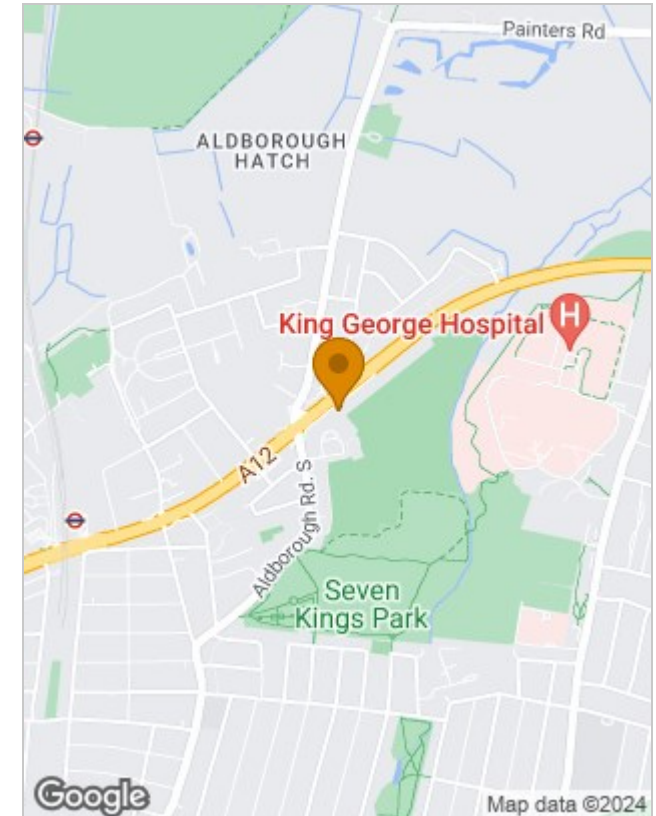 Painters Rd
ALDBOROUGH
HATCH
King George Hospital
H
A12
Aldborough Rd. S
Seven
Kings Park
Google
Map data ©2024